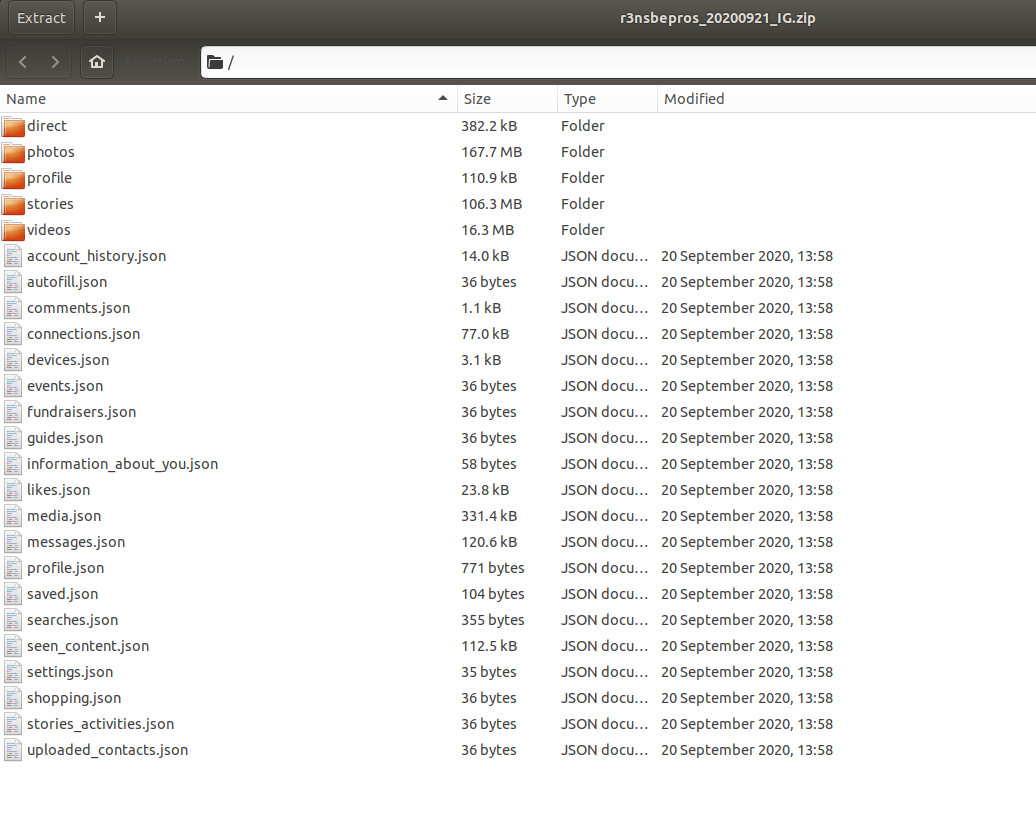 Extract + r3nsbepros_20200921_IG.zip
Location /
Name Size Type Modified
direct 382.2 kB Folder
photos 167.7 MB Folder
profile 110.9 kB Folder
stories 106.3 MB Folder
videos 16.3 MB Folder
account_history.json 14.0 kB JSON docu… 20 September 2020, 13:58
autofill.json 36 bytes JSON docu… 20 September 2020, 13:58
comments.json 1.1 kB JSON docu… 20 September 2020, 13:58
connections.json 77.0 kB JSON docu… 20 September 2020, 13:58
devices.json 3.1 kB JSON docu… 20 September 2020, 13:58
events.json 36 bytes JSON docu… 20 September 2020, 13:58
fundraisers.json 36 bytes JSON docu… 20 September 2020, 13:58
guides.json 36 bytes JSON docu… 20 September 2020, 13:58
information_about_you.json 58 bytes JSON docu… 20 September 2020, 13:58
likes.json 23.8 kB JSON docu… 20 September 2020, 13:58
media.json 331.4 kB JSON docu… 20 September 2020, 13:58
messages.json 120.6 kB JSON docu… 20 September 2020, 13:58
profile.json 771 bytes JSON docu… 20 September 2020, 13:58
saved.json 104 bytes JSON docu… 20 September 2020, 13:58
searches.json 355 bytes JSON docu… 20 September 2020, 13:58
seen_content.json 112.5 kB JSON docu… 20 September 2020, 13:58
settings.json 35 bytes JSON docu… 20 September 2020, 13:58
shopping.json 36 bytes JSON docu… 20 September 2020, 13:58
stories_activities.json 36 bytes JSON docu… 20 September 2020, 13:58
uploaded_contacts.json 36 bytes JSON docu… 20 September 2020, 13:58